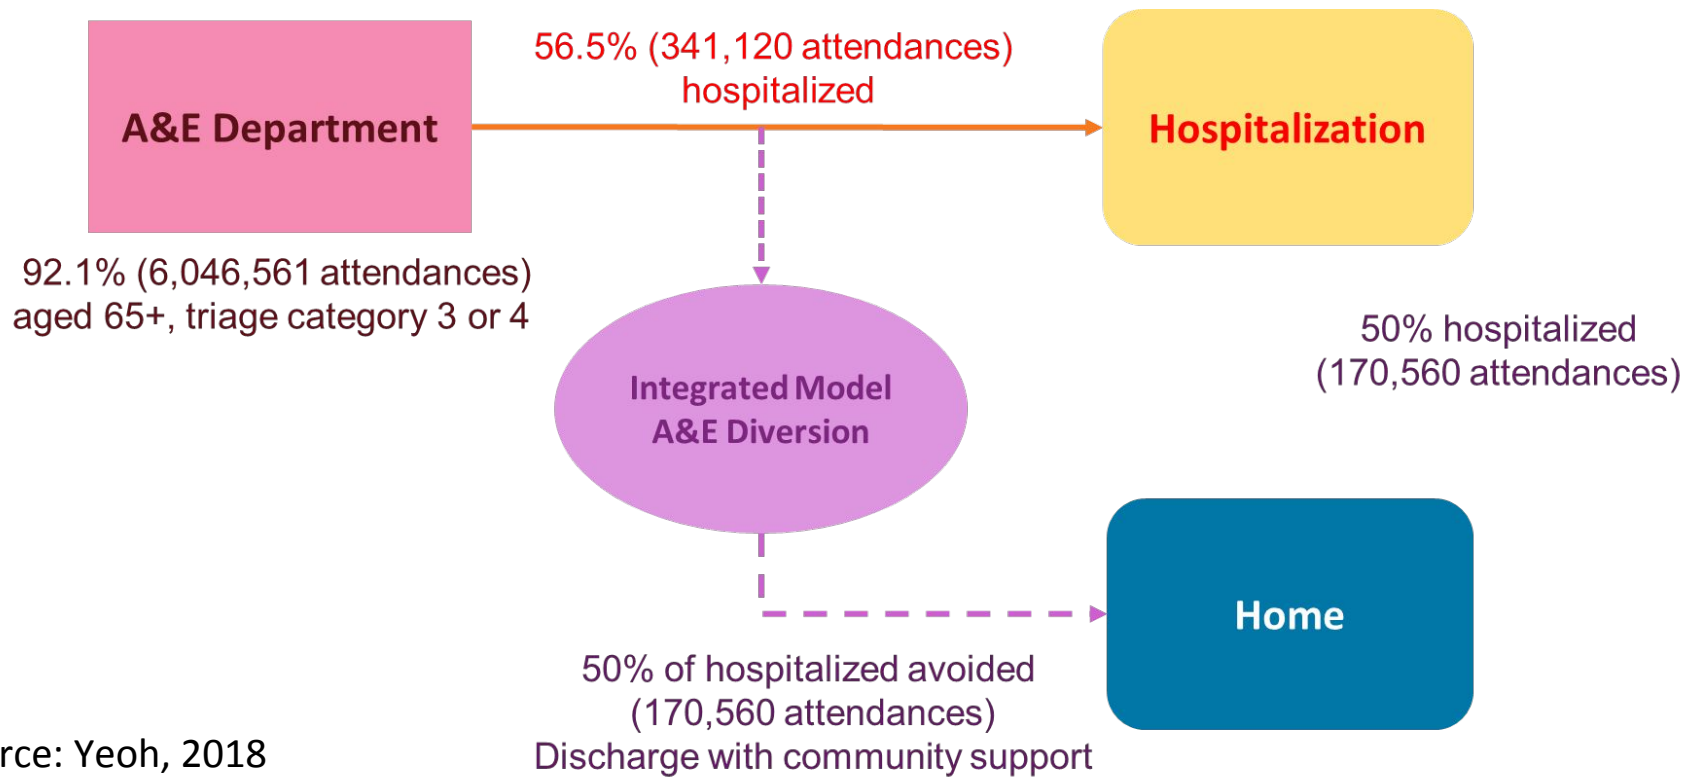 56.5% (341,120 attendances)
hospitalized
A&E Department
Hospitalization
92.1% (6,046,561 attendances)
aged 65+, triage category 3 or 4
50% hospitalized
(170,560 attendances)
Integrated Model
A&E Diversion
Home
50% of hospitalized avoided
(170,560 attendances)
Discharge with community support
rce: Yeoh, 2018